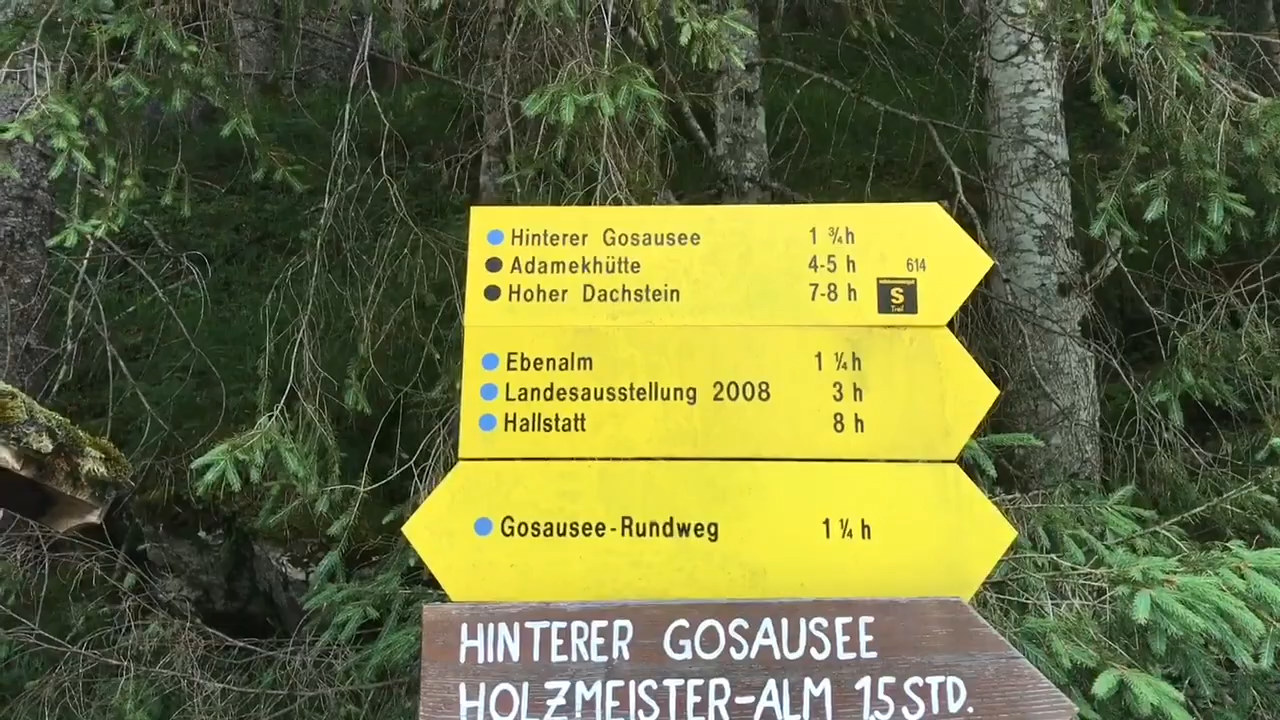 Hinterer Gosausee 1 ¾h
Adamekhütte 4-5 h 614
Hoher Dachstein 7-8 h
S
Trail
Ebenalm 1 ¼h
Landesausstellung 2008 3 h
Hallstatt 8 h
Gosausee-Rundweg 1 ¼ h
HINTERER GOSAUSEE
HOLZMEISTER-ALM 1,5 STD.